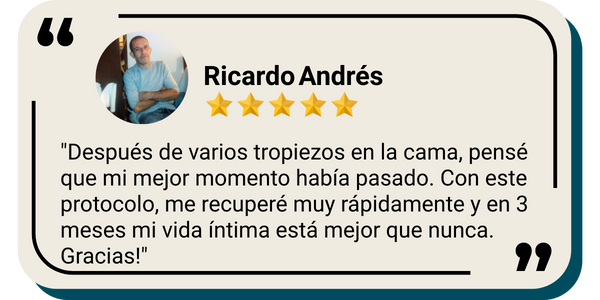 Ricardo Andrés
"Después de varios tropiezos en la cama, pensé
que mi mejor momento había pasado. Con este
protocolo, me recuperé muy rápidamente y en 3
meses mi vida íntima está mejor que nunca.
Gracias!"